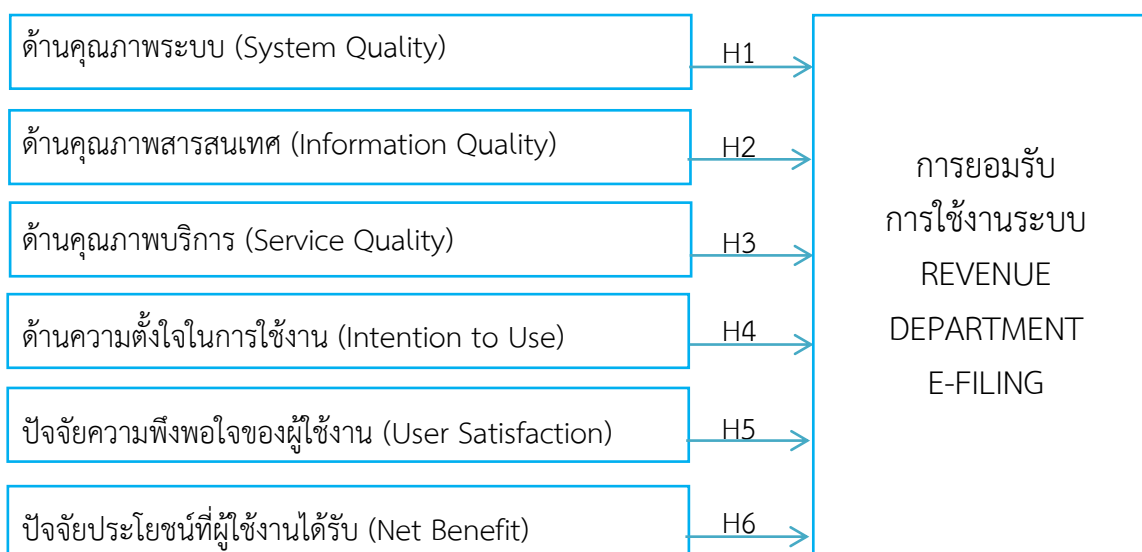 ด้านคุณภาพระบบ (System Quality)
H1
ด้านคุณภาพสารสนเทศ (Information Quality)
H2
ด้านคุณภาพบริการ (Service Quality)
H3
ด้านความตั้งใจในการใช้งาน (Intention to Use)
H4
ปัจจัยความพึงพอใจของผู้ใช้งาน (User Satisfaction)
H5
ปัจจัยประโยชน์ที่ผู้ใช้งานได้รับ (Net Benefit)
H6
การยอมรับ
การใช้งานระบบ
REVENUE
DEPARTMENT
E-FILING